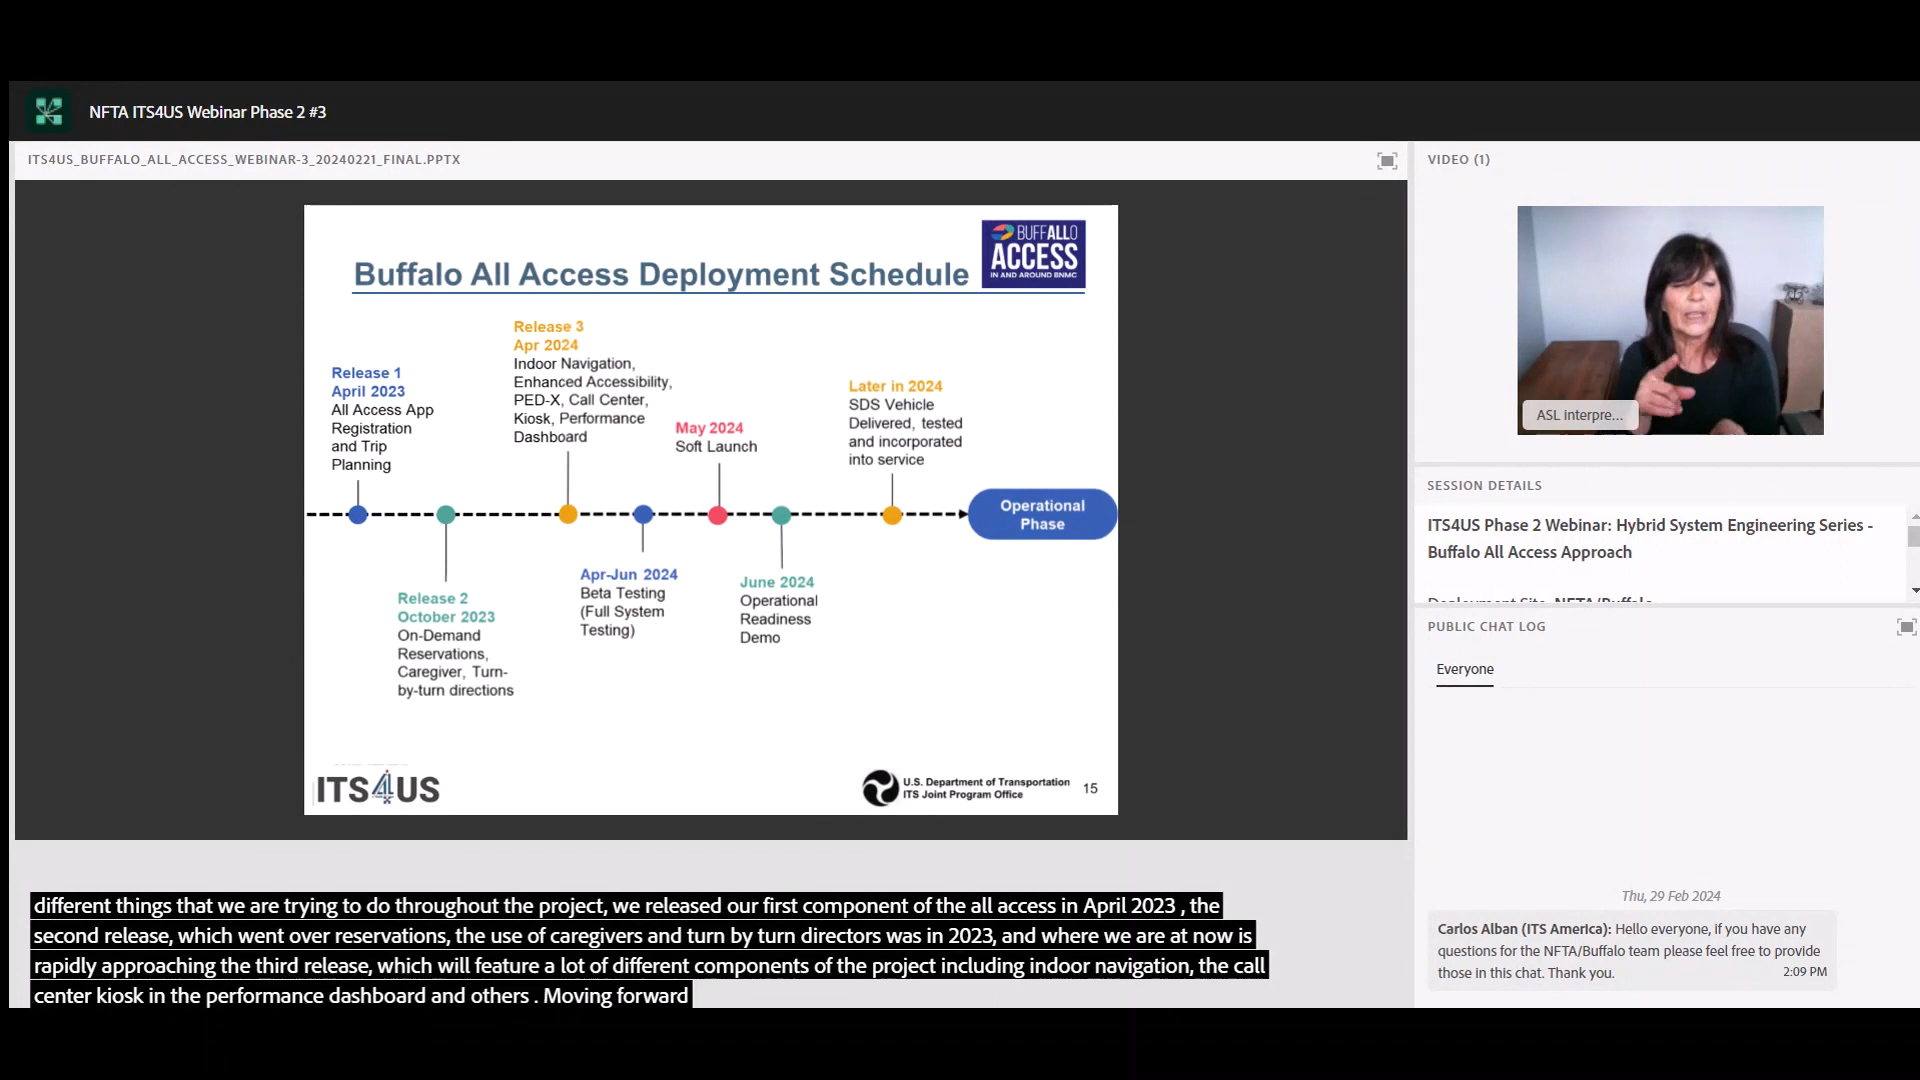 NFTA ITS4US Webinar Phase 2 #3
ITS4US_BUFFALO_ALL_ACCESS_WEBINAR-3_20240221_FINAL.PPTX
Buffalo All Access Deployment Schedule
BUFFALLO
ACCESS
IN AND AROUND BNMC
Release 1
April 2023
All Access App
Registration
and Trip
Planning
Release 2
October 2023
On-Demand
Reservations,
Caregiver, Turn-
by-turn directions
Release 3
Apr 2024
Indoor Navigation,
Enhanced Accessibility,
PED-X, Call Center,
Kiosk, Performance
Dashboard
Apr-Jun 2024
Beta Testing
(Full System
Testing)
May 2024
Soft Launch
June 2024
Operational
Readiness
Demo
Later in 2024
SDS Vehicle
Delivered, tested
and incorporated
into service
Operational
Phase
ITS4US
U.S. Department of Transportation
ITS Joint Program Office
15
different things that we are trying to do throughout the project, we released our first component of the all access in April 2023 , the
second release, which went over reservations, the use of caregivers and turn by turn directors was in 2023, and where we are at now is
rapidly approaching the third release, which will feature a lot of different components of the project including indoor navigation, the call
center kiosk in the performance dashboard and others . Moving forward
VIDEO (1)
ASL interpre...
SESSION DETAILS
ITS4US Phase 2 Webinar: Hybrid System Engineering Series -
Buffalo All Access Approach
Deployment Site, NFTA/Buffalo
PUBLIC CHAT LOG
Everyone
Thu, 29 Feb 2024
Carlos Alban (ITS America): Hello everyone, if you have any
questions for the NFTA/Buffalo team please feel free to provide
those in this chat. Thank you.
2:09 PM